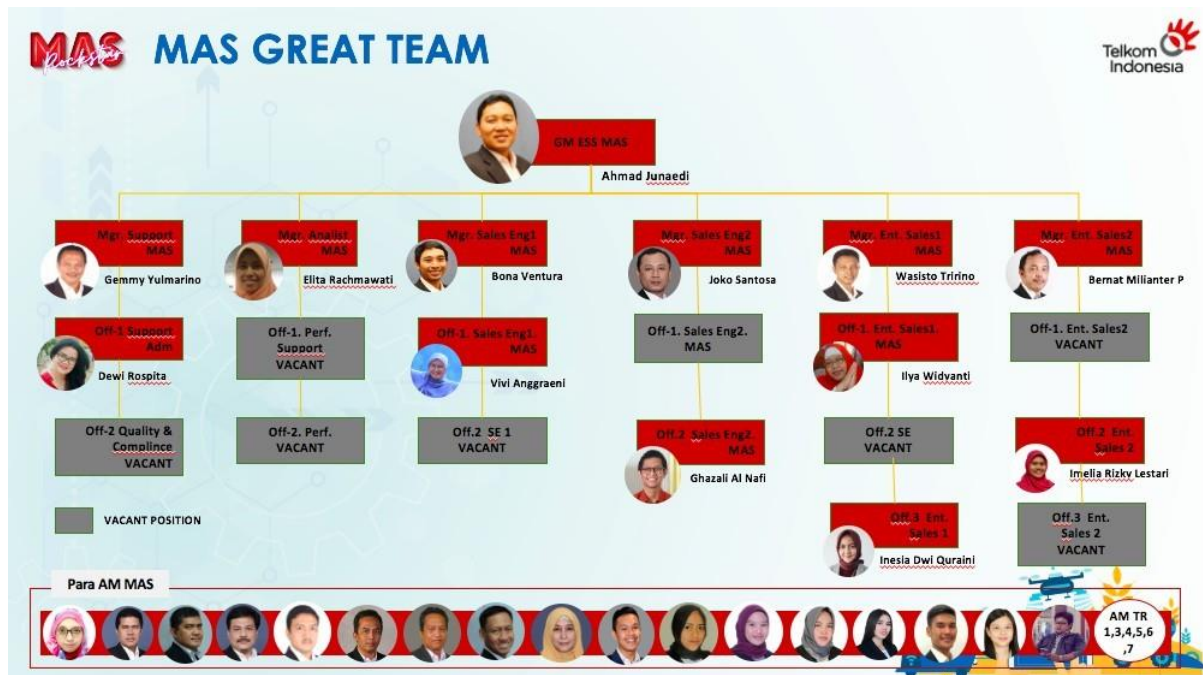 MAS
Rockstar
MAS GREAT TEAM
Telkom
Indonesia
GM ESS MAS
Ahmad Junaedi
Mgr. Support
MAS
Gemmy Yulmarino
Mgr. Analist
MAS
Elita Rachmawati
Mgr. Sales Eng1
MAS
Bona Ventura
Mgr. Sales Eng2
MAS
Joko Santosa
Mgr. Ent. Sales1
MAS
Wasisto Tririno
Mgr. Ent. Sales2
MAS
Bernat Milianter P
Off-1 Support
Adm
Dewi Rospita
Off-1. Perf.
Support
VACANT
Off-1. Sales Eng1.
MAS
Vivi Anggraeni
Off-1. Sales Eng2.
MAS
Off-1. Ent. Sales1.
MAS
Ilya Widyanti
Off-1. Ent. Sales2
VACANT
Off-2 Quality &
Complince
VACANT
Off-2. Perf.
VACANT
Off.2 SE 1
VACANT
Off.2 Sales Eng2.
MAS
Ghazali Al Nafi
Off.2 SE
VACANT
Off.2 Ent.
Sales 2
Imelia Rizky Lestari
VACANT POSITION
Off.3 Ent.
Sales 1
Inesia Dwi Quraini
Off.3 Ent.
Sales 2
VACANT
Para AM MAS
AM TR
1,3,4,5,6
,7